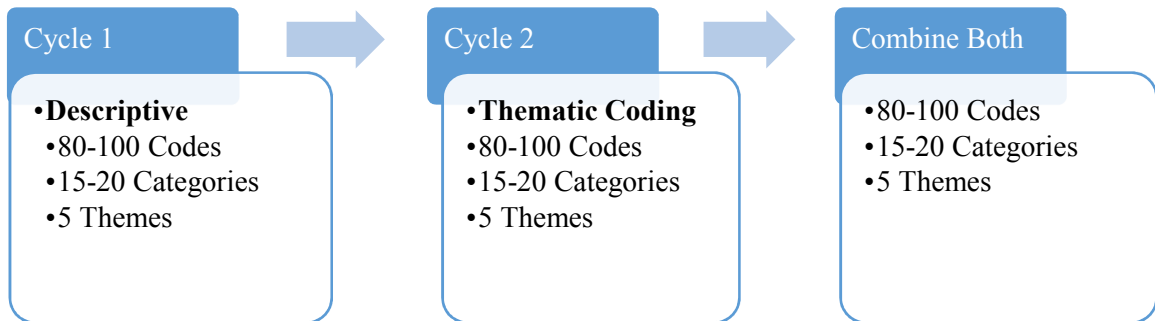 Cycle 1
•Descriptive
•80-100 Codes
•15-20 Categories
•5 Themes
Cycle 2
•Thematic Coding
•80-100 Codes
•15-20 Categories
•5 Themes
Combine Both
•80-100 Codes
•15-20 Categories
•5 Themes